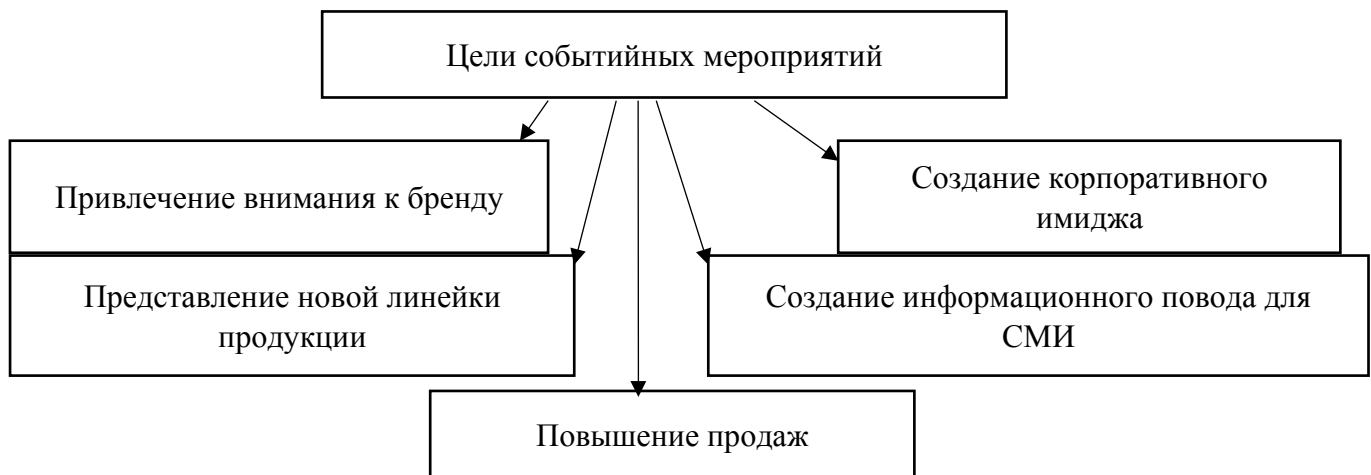 Цели событийных мероприятий
Привлечение внимания к бренду
Создание корпоративного
имиджа
Представление новой линейки
продукции
Создание информационного повода для
СМИ
Повышение продаж